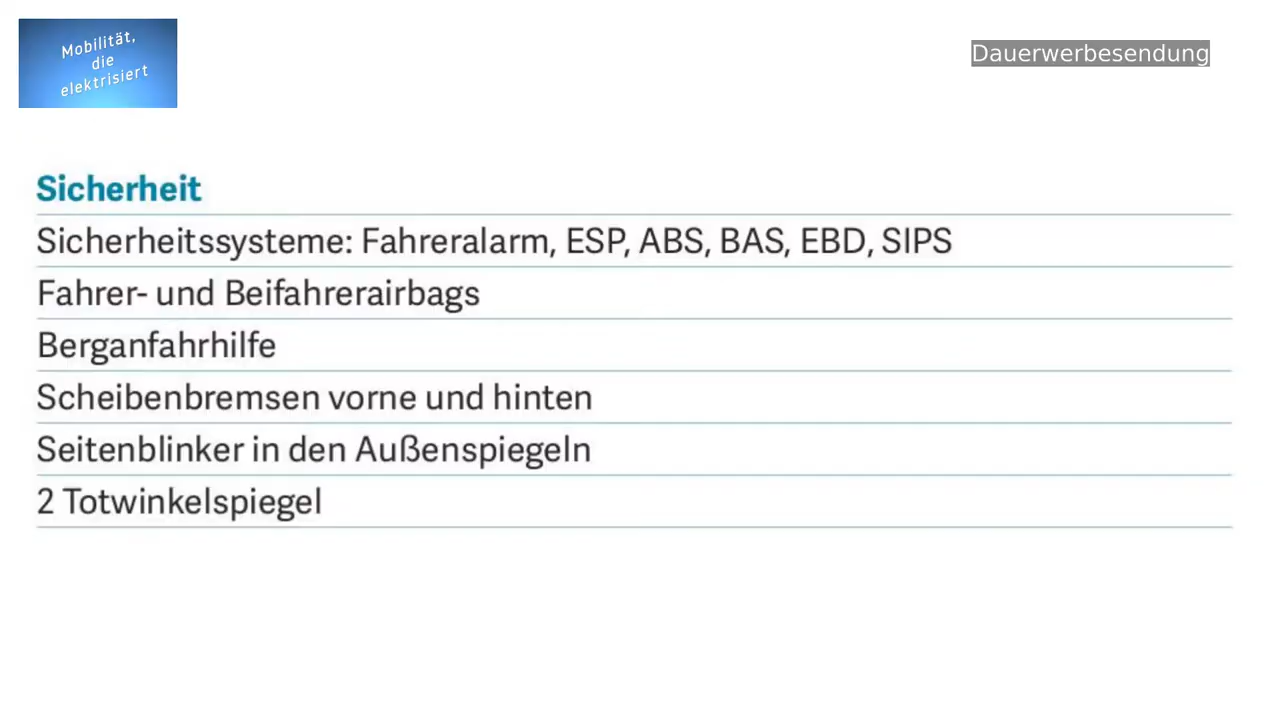 Mobilität,
die
elektrisiert
Dauerwerbesendung
Sicherheit
Sicherheitssysteme: Fahreralarm, ESP, ABS, BAS, EBD, SIPS
Fahrer- und Beifahrerairbags
Berganfahrhilfe
Scheibenbremsen vorne und hinten
Seitenblinker in den Außenspiegeln
2 Totwinkelspiegel